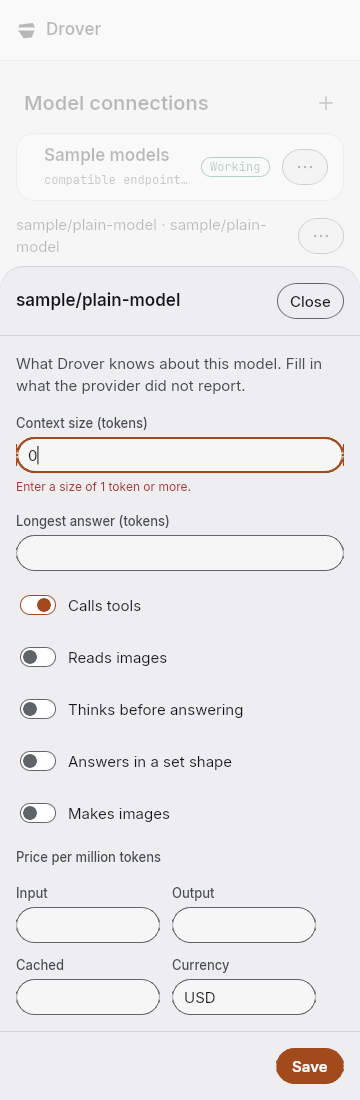 Drover
Model connections
Sample models
compatible endpoint…
Working
sample/plain-model · sample/plain-
model
sample/plain-model
Close
What Drover knows about this model. Fill in
what the provider did not report.
Context size (tokens)
0
Enter a size of 1 token or more.
Longest answer (tokens)
Calls tools
Reads images
Thinks before answering
Answers in a set shape
Makes images
Price per million tokens
Input
Output
Cached
Currency
USD
Save